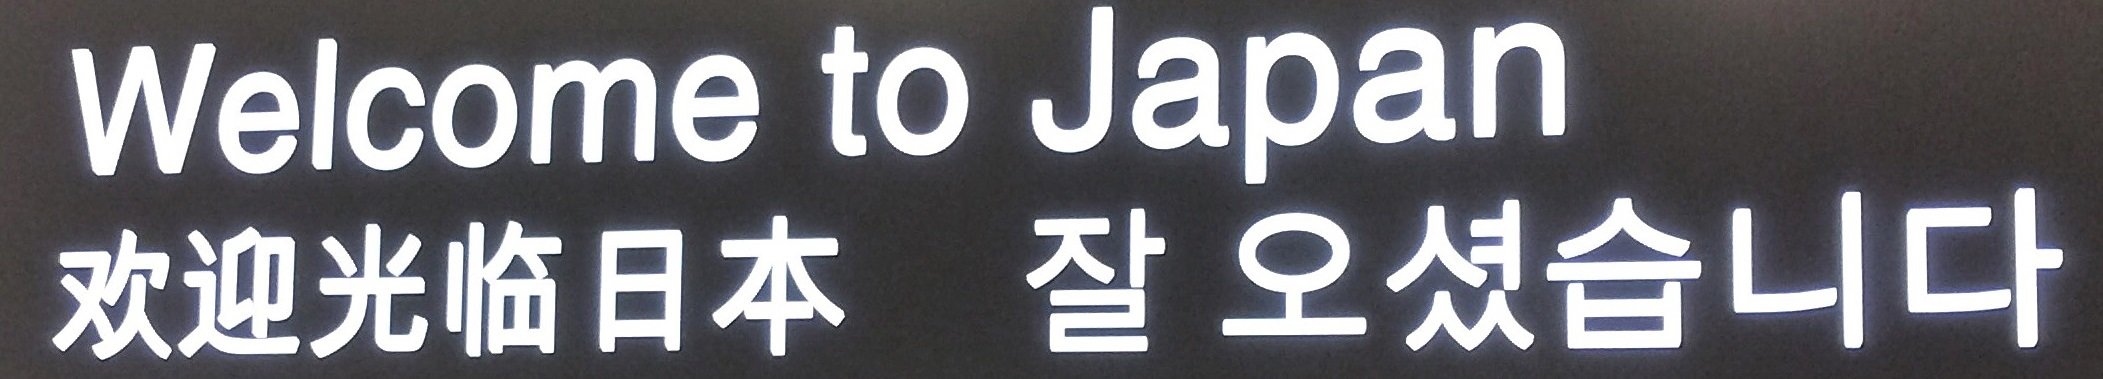 Welcome to Japan
欢迎光临日本 잘 오셨습니다